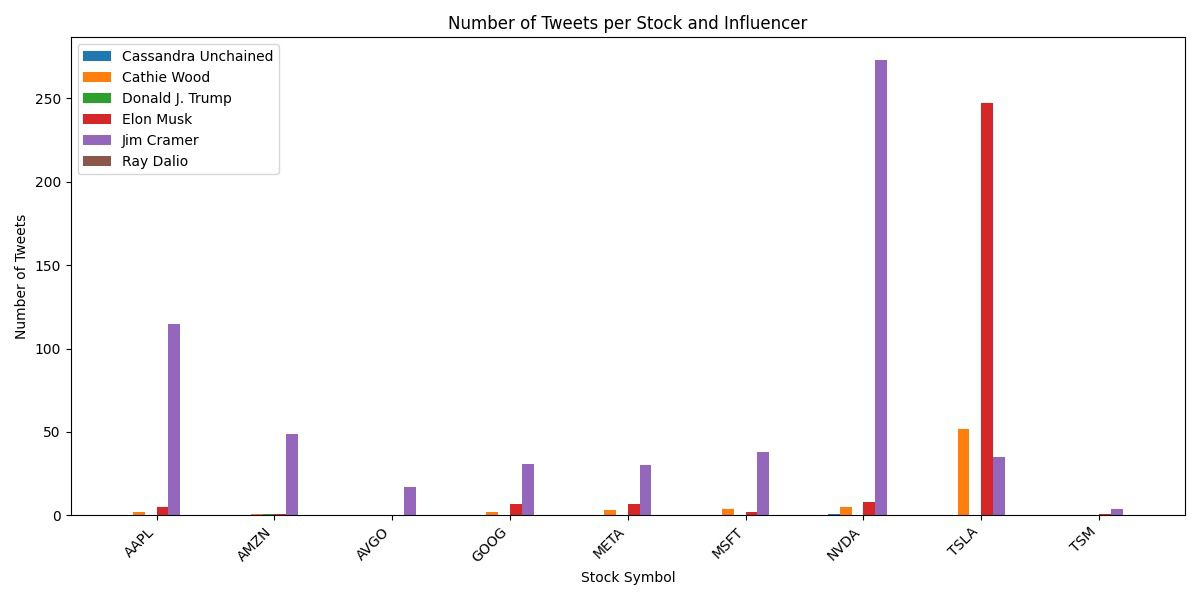 Number of Tweets per Stock and Influencer
Cassandra Unchained
Cathie Wood
Donald J. Trump
Elon Musk
Jim Cramer
Ray Dalio
250
200
150
100
50
0
Number of Tweets
AAPL
AMZN
AVGO
GOOG
META
MSFT
NVDA
TSLA
TSM
Stock Symbol